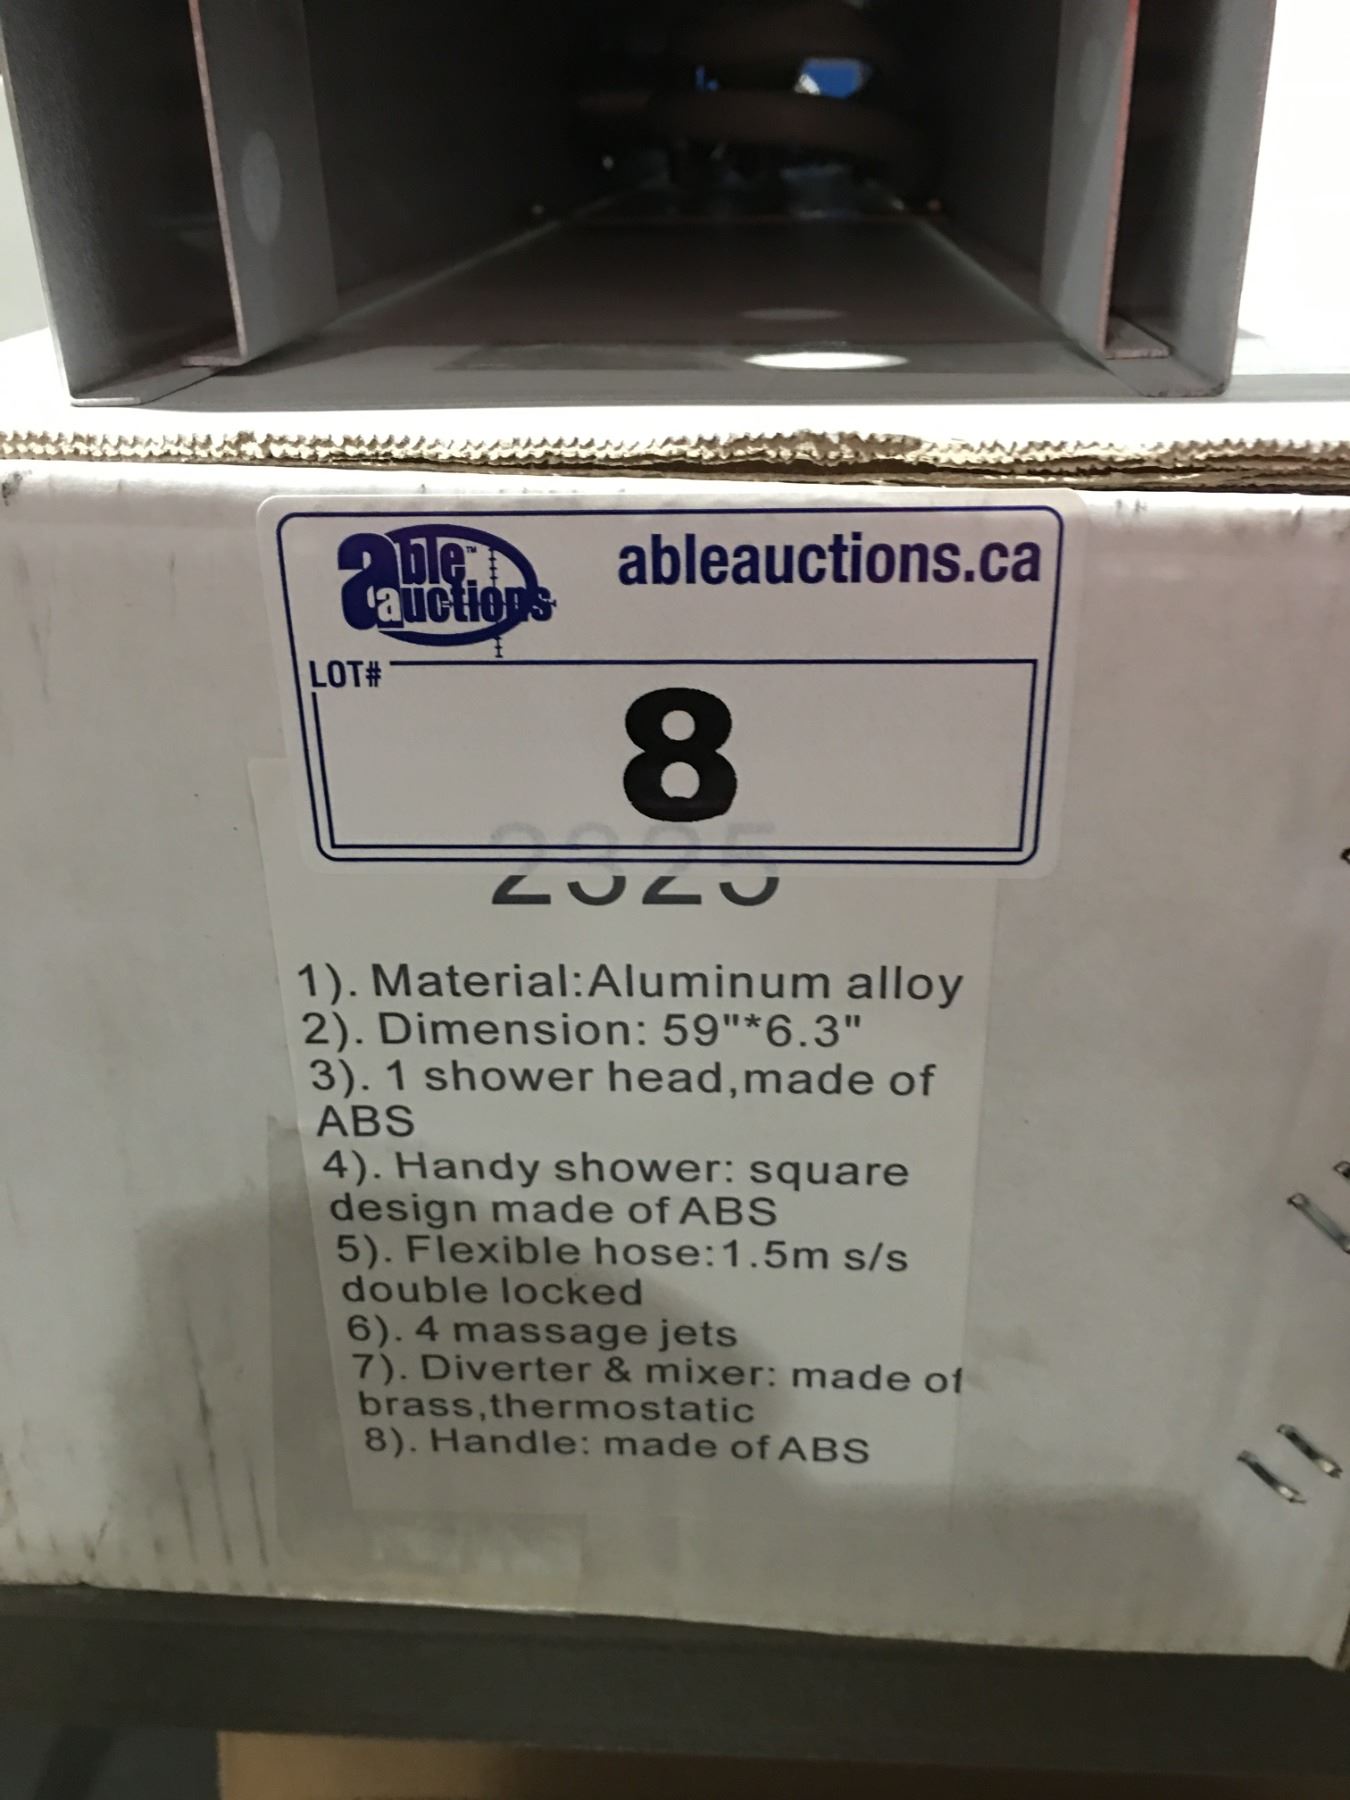 able™
auctions
ableauctions.ca
LOT#
8
2325
1). Material:Aluminum alloy
2). Dimension: 59"*6.3"
3). 1 shower head,made of
ABS
4). Handy shower: square
design made of ABS
5). Flexible hose:1.5m s/s
double locked
6). 4 massage jets
7). Diverter & mixer: made of
brass,thermostatic
8). Handle: made of ABS